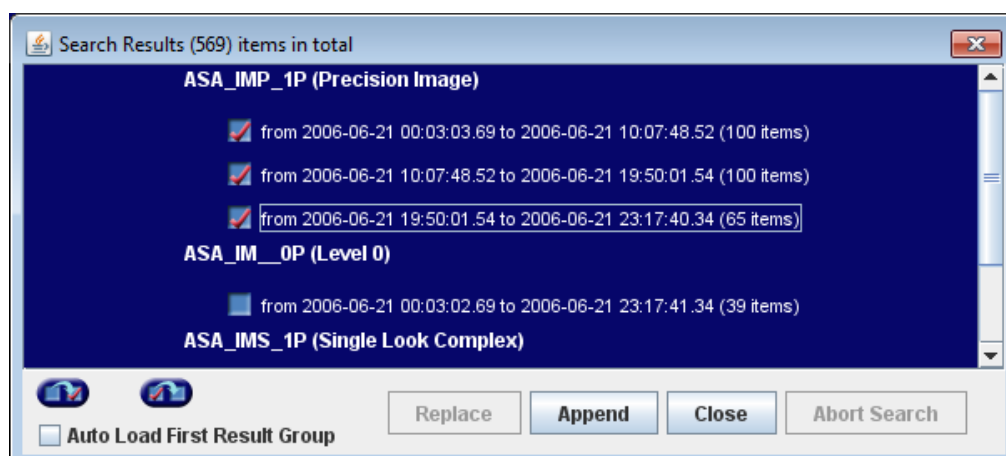 Search Results (569) items in total
ASA_IMP_1P (Precision Image)
from 2006-06-21 00:03:03.69 to 2006-06-21 10:07:48.52 (100 items)
from 2006-06-21 10:07:48.52 to 2006-06-21 19:50:01.54 (100 items)
from 2006-06-21 19:50:01.54 to 2006-06-21 23:17:40.34 (65 items)
ASA_IM__0P (Level 0)
from 2006-06-21 00:03:02.69 to 2006-06-21 23:17:41.34 (39 items)
ASA_IMS_1P (Single Look Complex)
Replace Append Close Abort Search
Auto Load First Result Group